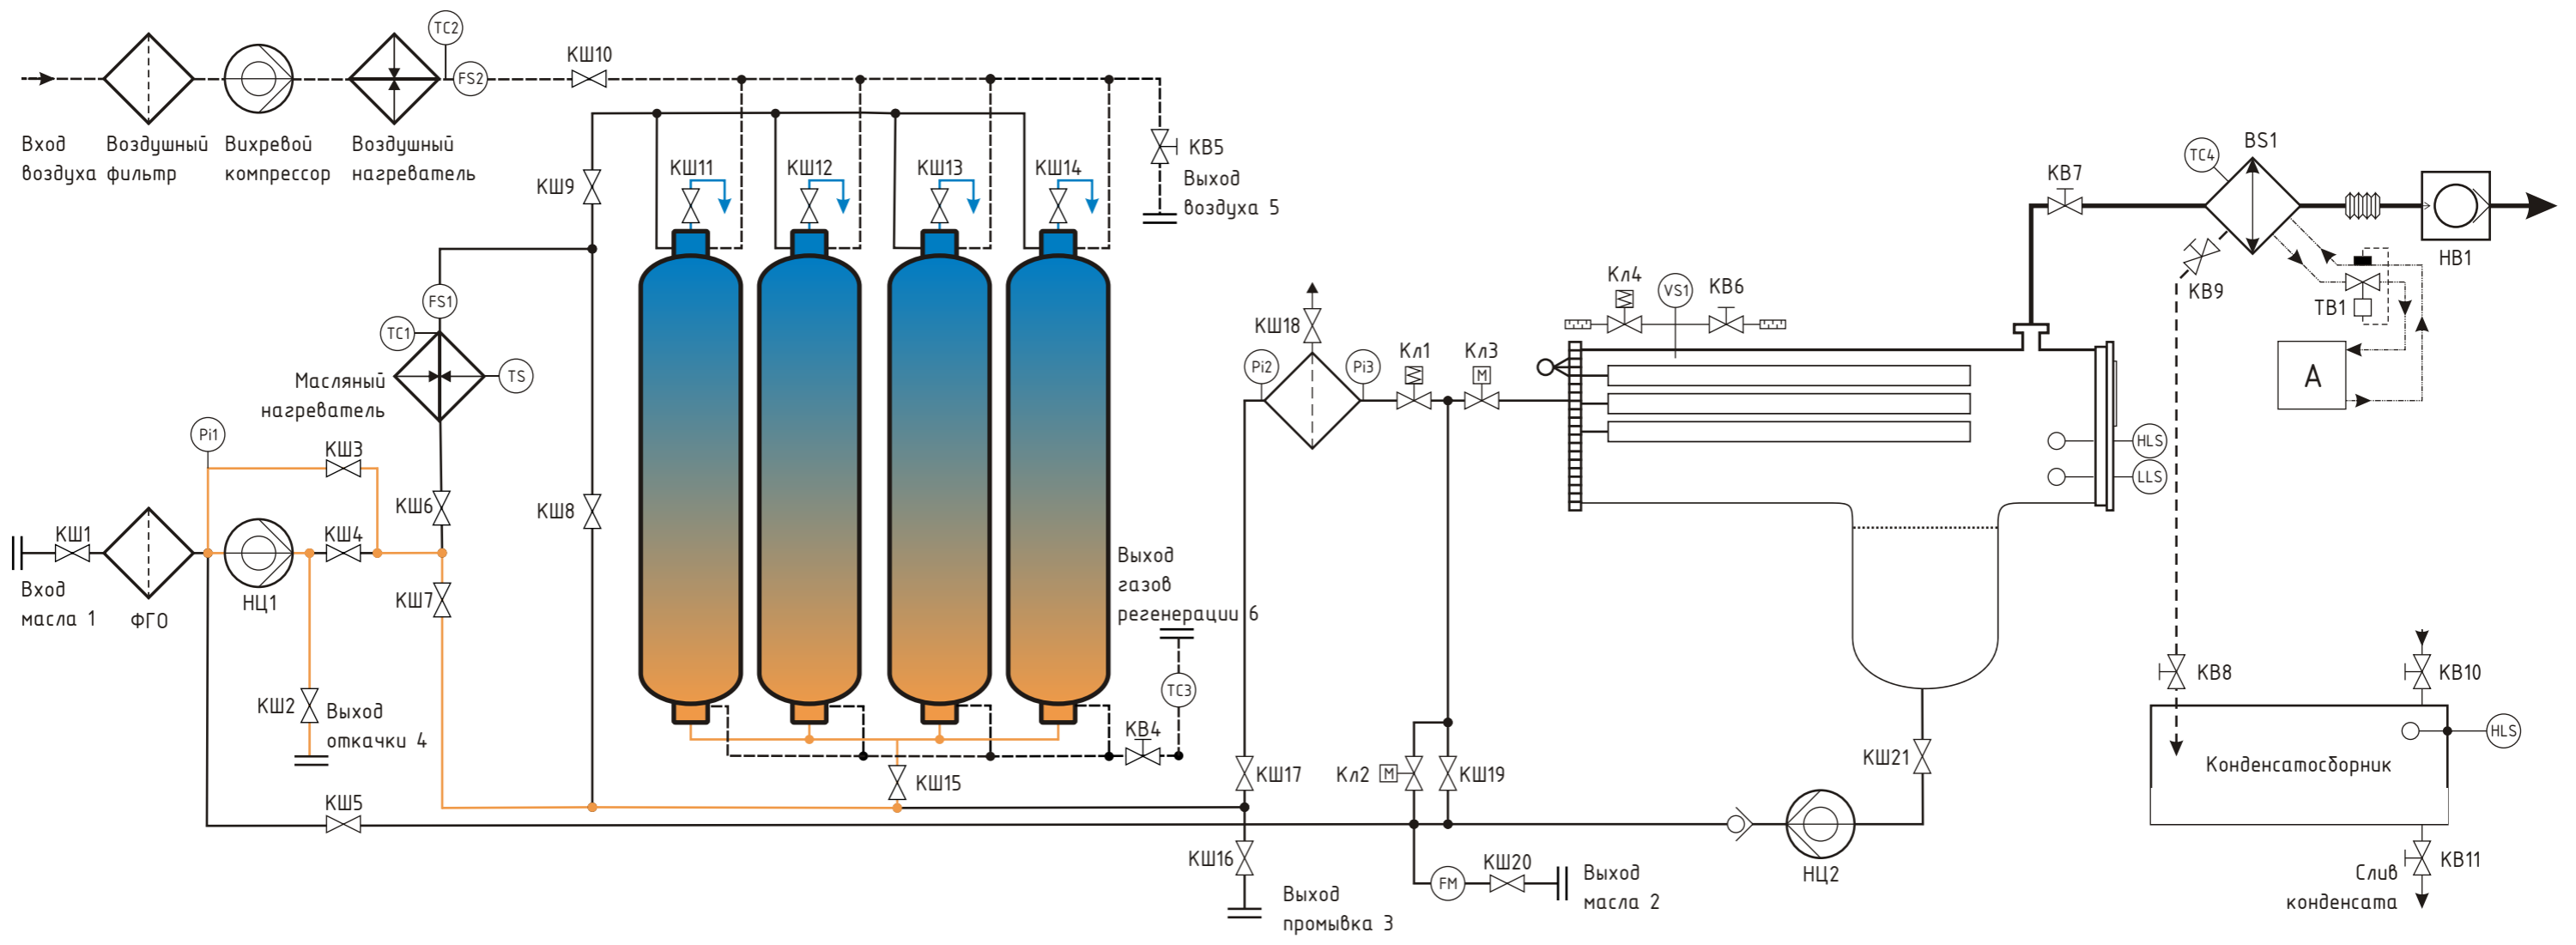 TC2
FS2
КШ10
Вход
воздуха
Воздушный
фильтр
Вихревой
компрессор
Воздушный
нагреватель
КВ5
Выход
воздуха 5
КШ9
КШ11
КШ12
КШ13
КШ14
FS1
TC1
TS
Масляный
нагреватель
Pi1
КШ3
КШ6
КШ8
КШ1
КШ4
КШ7
Вход
масла 1
ФГО
НЦ1
КШ2
Выход
откачки 4
КШ5
Выход
газов
регенерации 6
TC3
КВ4
КШ15
КШ17
КШ16
Выход
промывка 3
КШ18
Pi2
Pi3
Кл1
Кл3
M
Кл2
M
КШ19
FM
КШ20
Выход
масла 2
Кл4
VS1
КВ6
HLS
LLS
КШ21
НЦ2
КВ7
TC4
BS1
НВ1
КВ9
ТВ1
A
КВ8
КВ10
HLS
Конденсатосборник
КВ11
Слив
конденсата